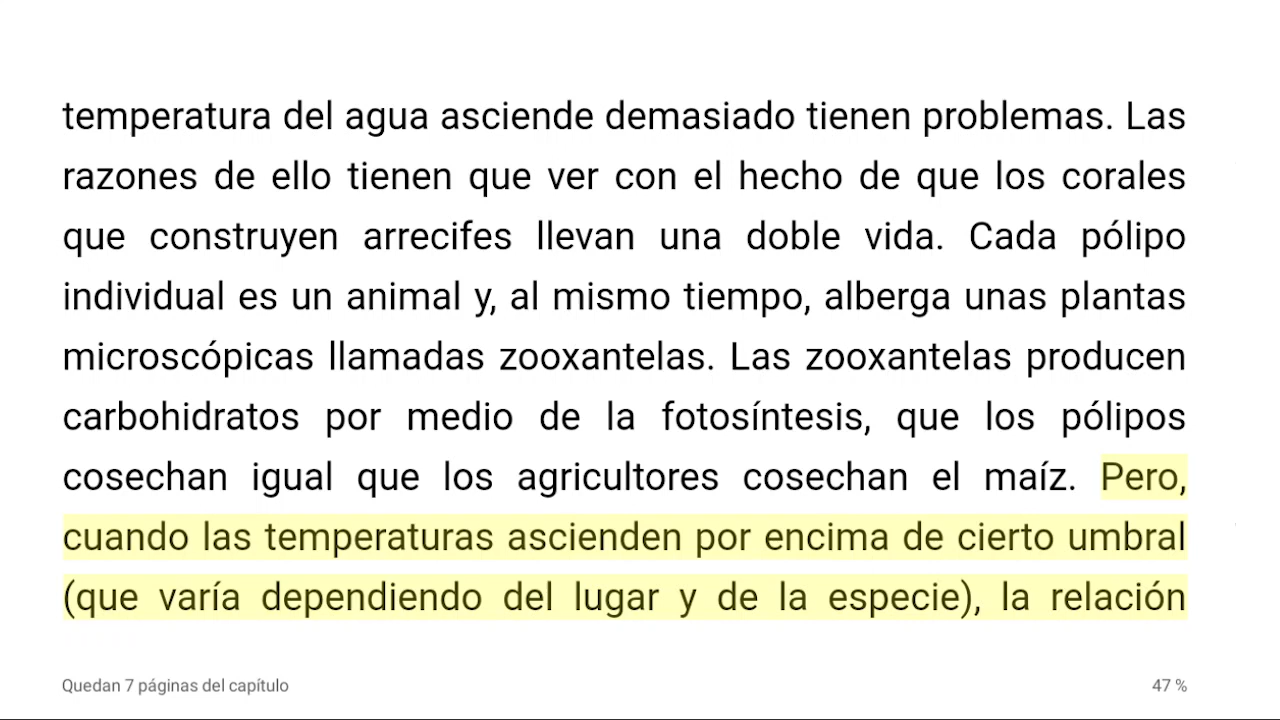 temperatura del agua asciende demasiado tienen problemas. Las
razones de ello tienen que ver con el hecho de que los corales
que construyen arrecifes llevan una doble vida. Cada pólipo
individual es un animal y, al mismo tiempo, alberga unas plantas
microscópicas llamadas zooxantelas. Las zooxantelas producen
carbohidratos por medio de la fotosíntesis, que los pólipos
cosechan igual que los agricultores cosechan el maíz. Pero,
cuando las temperaturas ascienden por encima de cierto umbral
(que varía dependiendo del lugar y de la especie), la relación
Quedan 7 páginas del capítulo
47 %